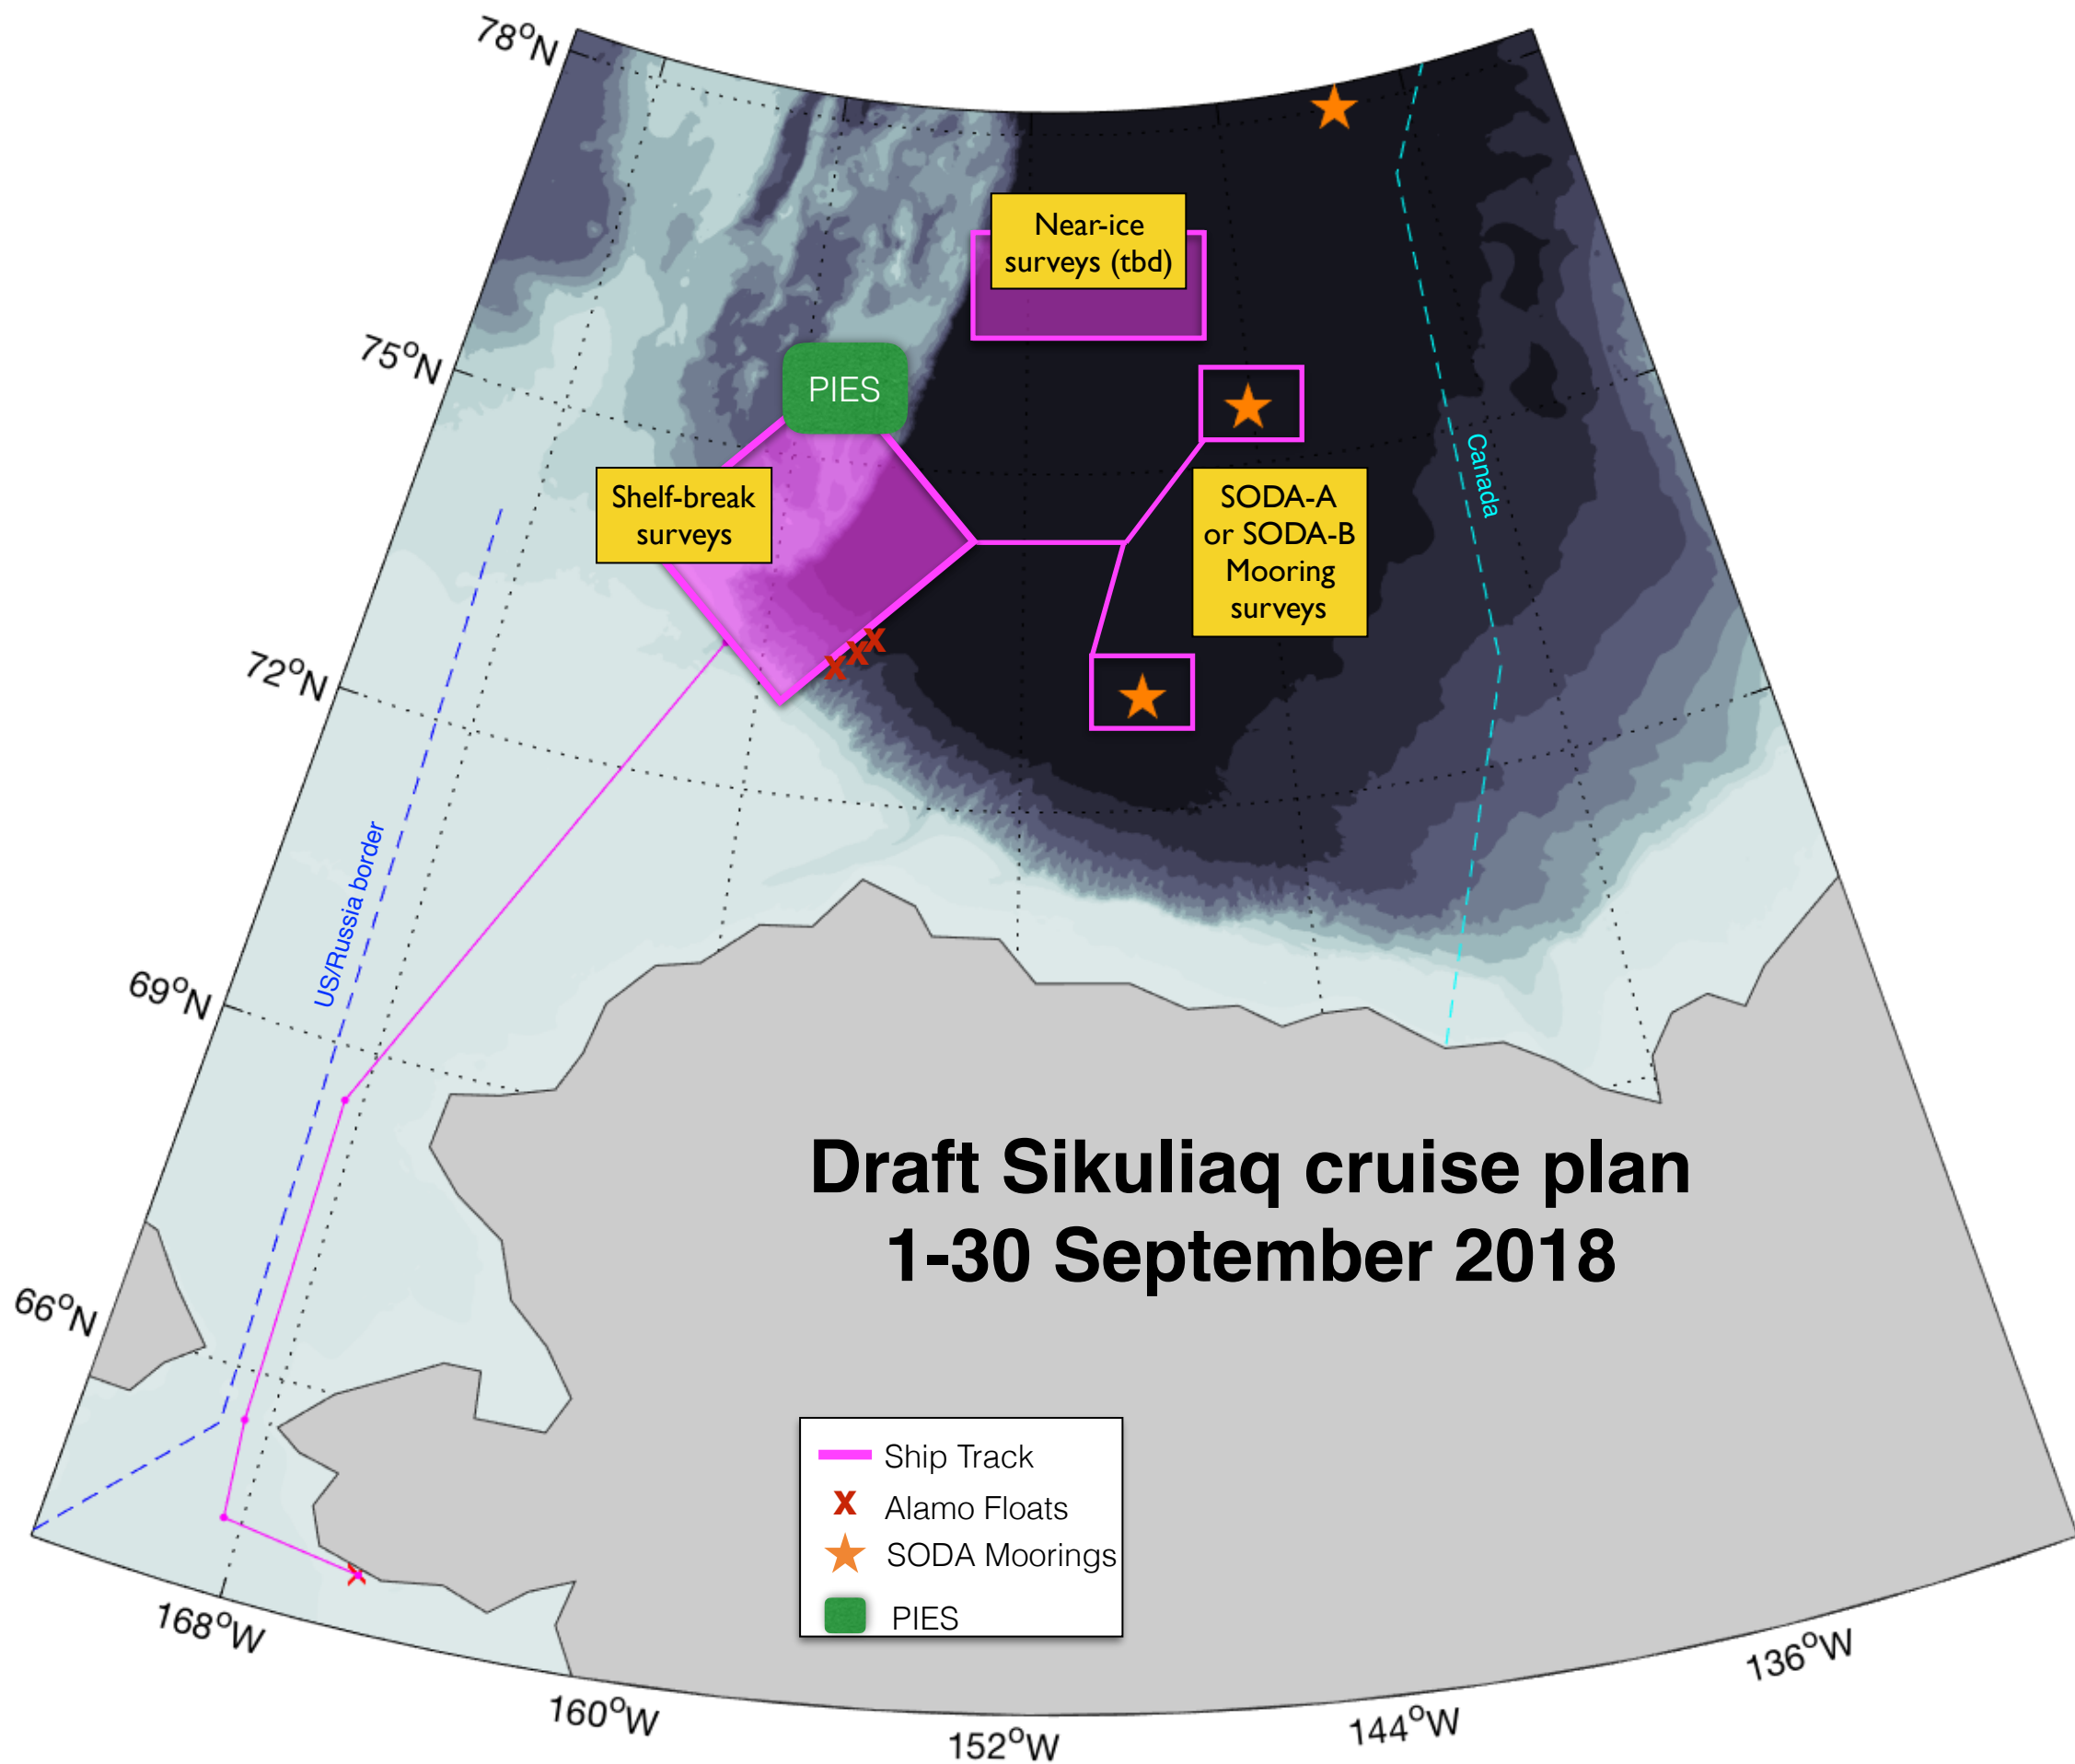 78°N
75°N
72°N
69°N
66°N
168°W
160°W
152°W
144°W
136°W
Near-ice
surveys (tbd)
PIES
Shelf-break
surveys
SODA-A
or SODA-B
Mooring
surveys
Canada
US/Russia border
Draft Sikuliaq cruise plan
1-30 September 2018
Ship Track
x Alamo Floats
SODA Moorings
PIES